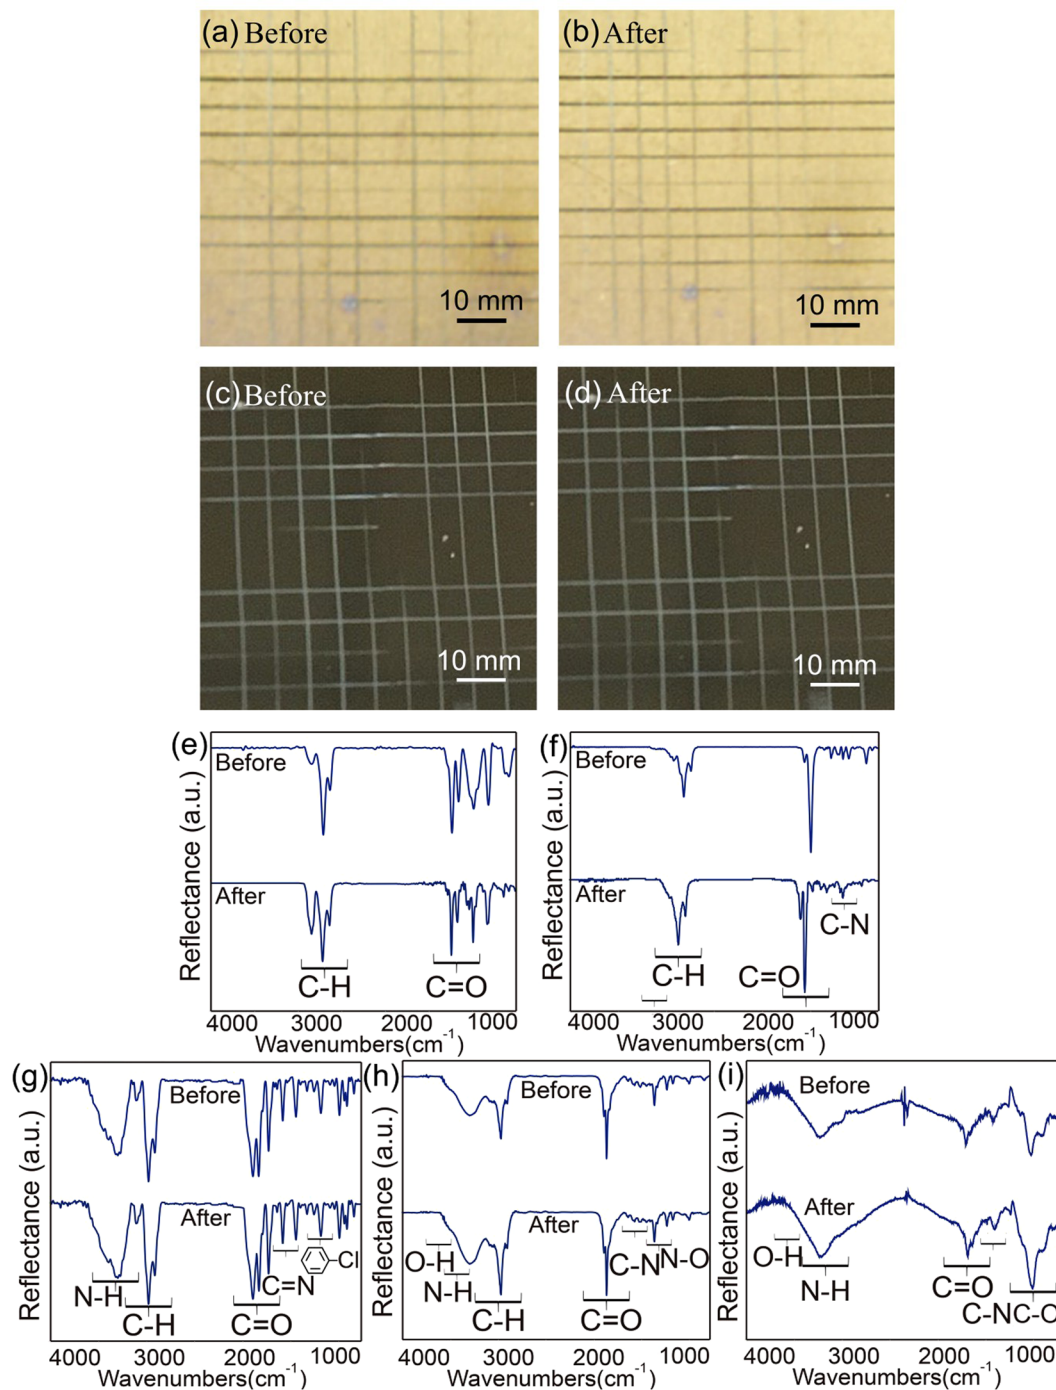 (a) Before
(b) After
10 mm
10 mm
(c) Before
(d) After
10 mm
10 mm
(e)
Before
After
C-H
C=O
Reflectance (a.u.)
4000 3000 2000 1000
Wavenumbers(cm-1)
(f)
Before
After
C-N
C-H
C=O
Reflectance (a.u.)
4000 3000 2000 1000
Wavenumbers(cm-1)
(g)
Before
After
N-H
C-H
C=O
C=N
Cl
Reflectance (a.u.)
4000 3000 2000 1000
Wavenumbers(cm-1)
(h)
Before
After
O-H
N-H
C-H
C=O
C-N
N-O
Reflectance (a.u.)
4000 3000 2000 1000
Wavenumbers(cm-1)
(i)
Before
After
O-H
N-H
C=O
C-N
Reflectance (a.u.)
4000 3000 2000 1000
Wavenumbers(cm-1)